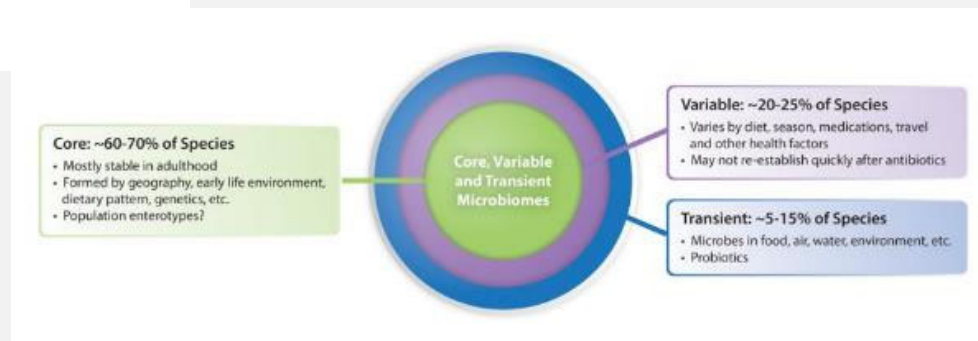 Core: ~60-70% of Species
• Mostly stable in adulthood
• Formed by geography, early life environment,
dietary pattern, genetics, etc.
• Population enterotypes?
Core, Variable
and Transient
Microbiomes
Variable: ~20-25% of Species
• Varies by diet, season, medications, travel
and other health factors
• May not re-establish quickly after antibiotics
Transient: ~5-15% of Species
• Microbes in food, air, water, environment, etc.
• Probiotics